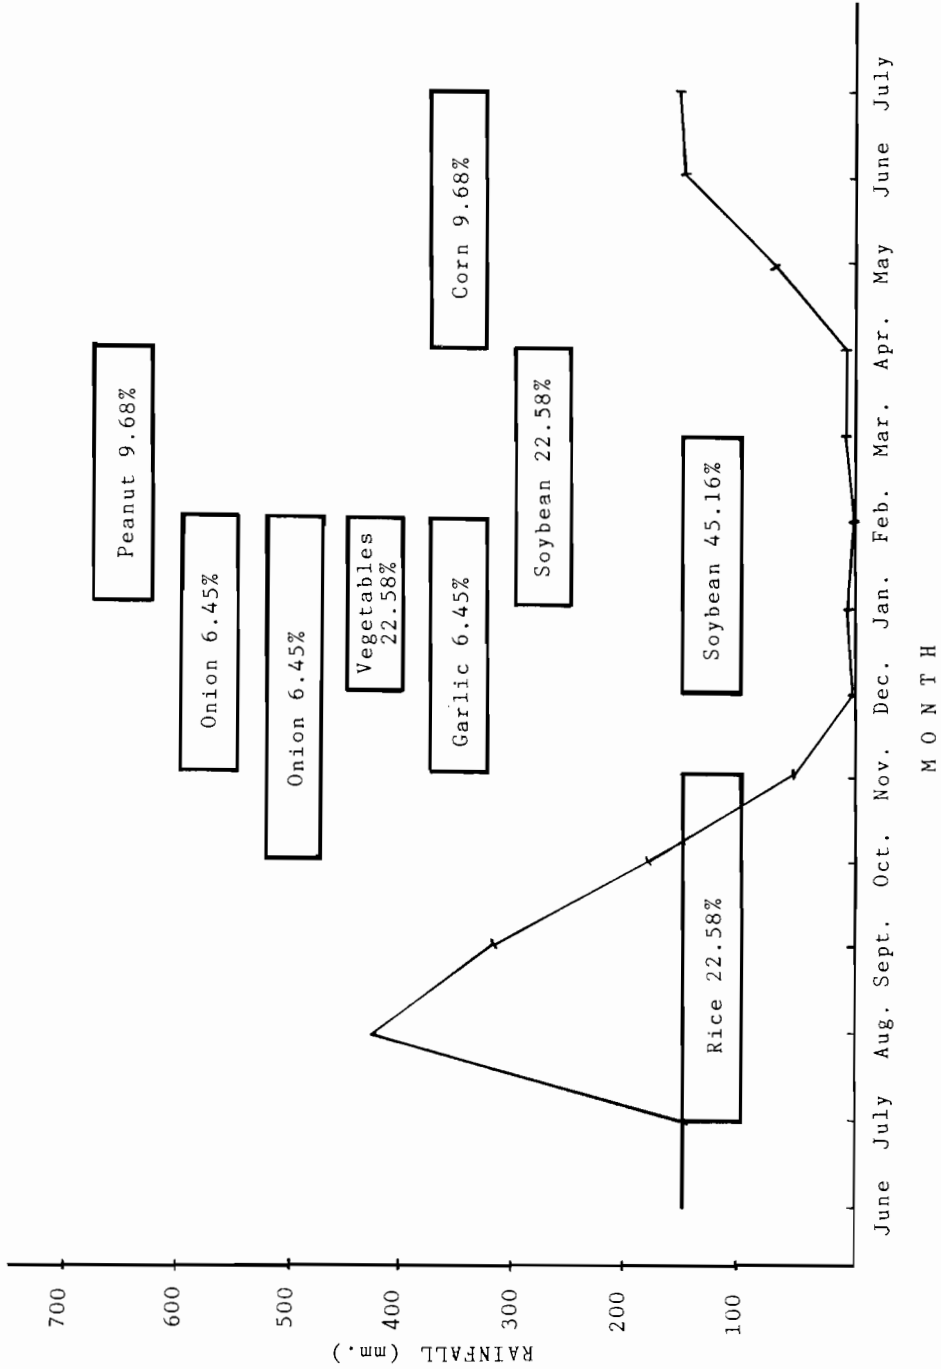 700
600
500
400
300
200
100
RAINFALL (mm.)
Peanut 9.68%
Onion 6.45%
Onion 6.45%
Vegetables
22.58%
Garlic 6.45%
Corn 9.68%
Soybean 22.58%
Rice 22.58%
Soybean 45.16%
June July Aug. Sept. Oct. Nov. Dec. Jan. Feb. Mar. Apr. May June July
MONTH